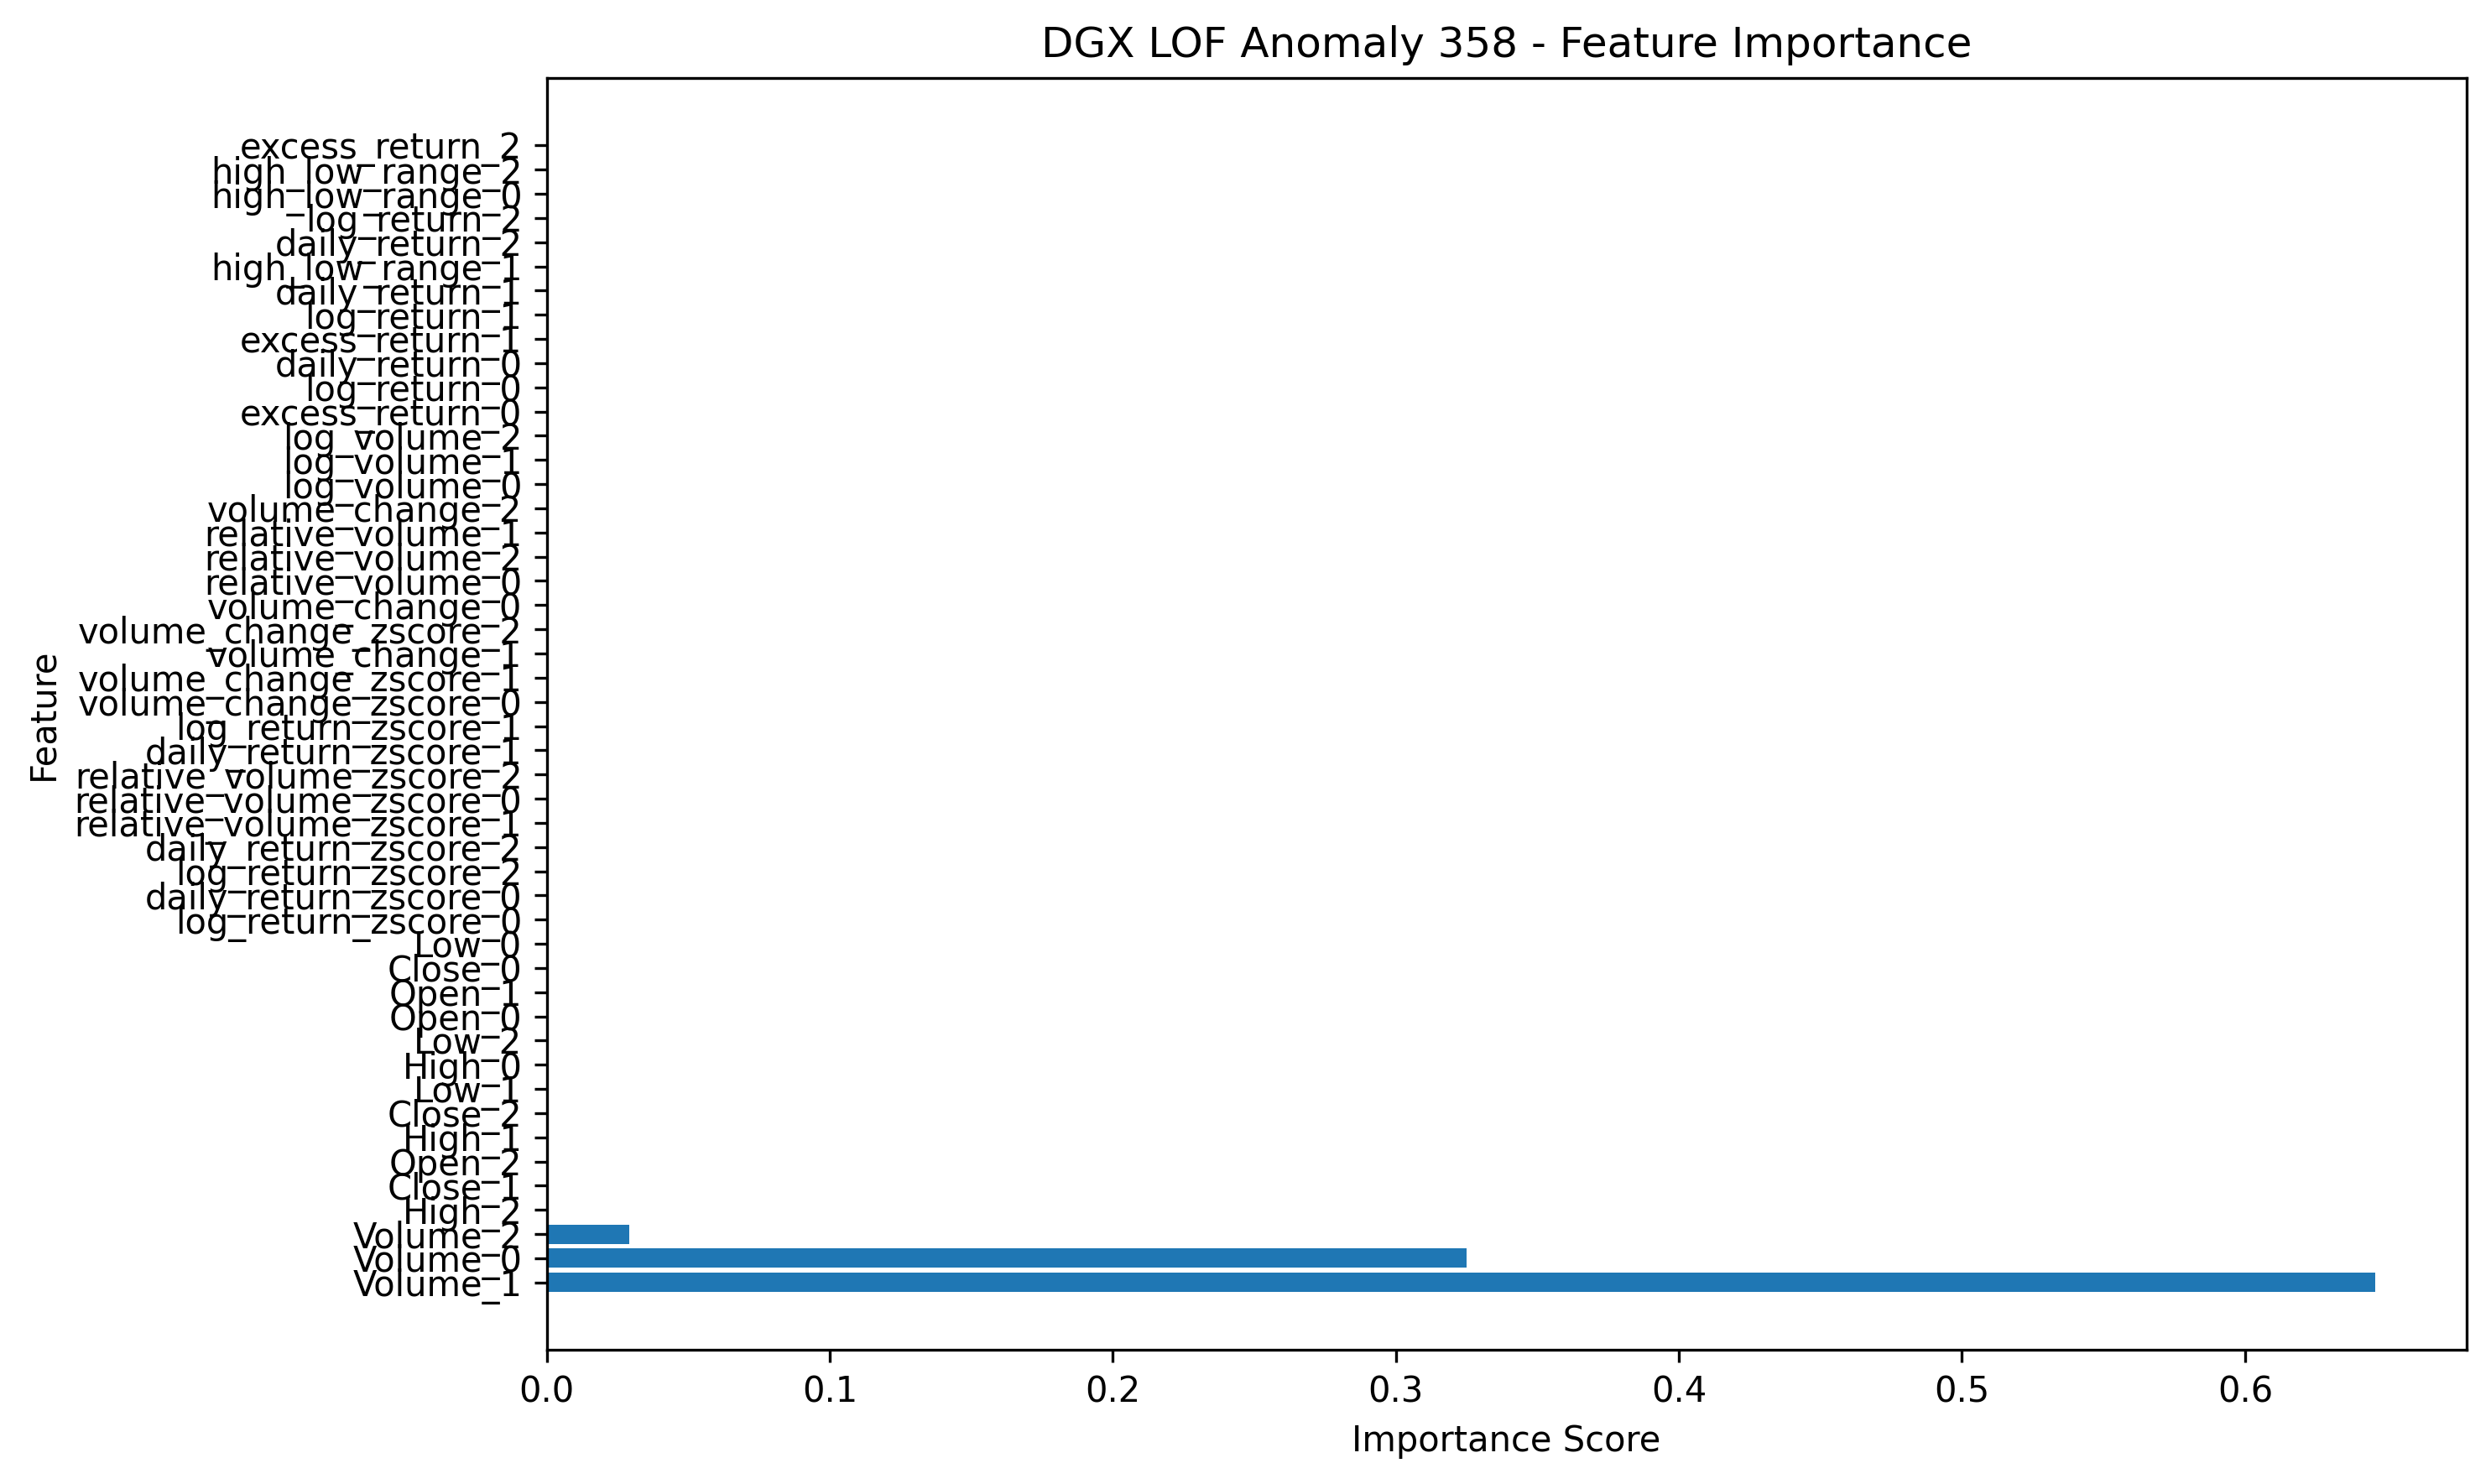 DGX LOF Anomaly 358 - Feature Importance
excess_return_2
high_low_range_2
high_low_range_0
log_return_2
daily_return_2
high_low_range_1
daily_return_1
log_return_1
excess_return_1
daily_return_0
log_return_0
excess_return_0
log_volume_2
log_volume_1
log_volume_0
volume_change_2
relative_volume_1
relative_volume_2
relative_volume_0
volume_change_0
volume_change_zscore_2
volume_change_1
volume_change_zscore_1
volume_change_zscore_0
log_return_zscore_1
daily_return_zscore_1
relative_volume_zscore_2
relative_volume_zscore_0
relative_volume_zscore_1
daily_return_zscore_2
log_return_zscore_2
daily_return_zscore_0
log_return_zscore_0
Low_0
Close_0
Open_1
Open_0
Low_2
High_0
Low_1
Close_2
High_1
Open_2
Close_1
High_2
Volume_2
Volume_0
Volume_1
Feature
0.0 0.1 0.2 0.3 0.4 0.5 0.6
Importance Score